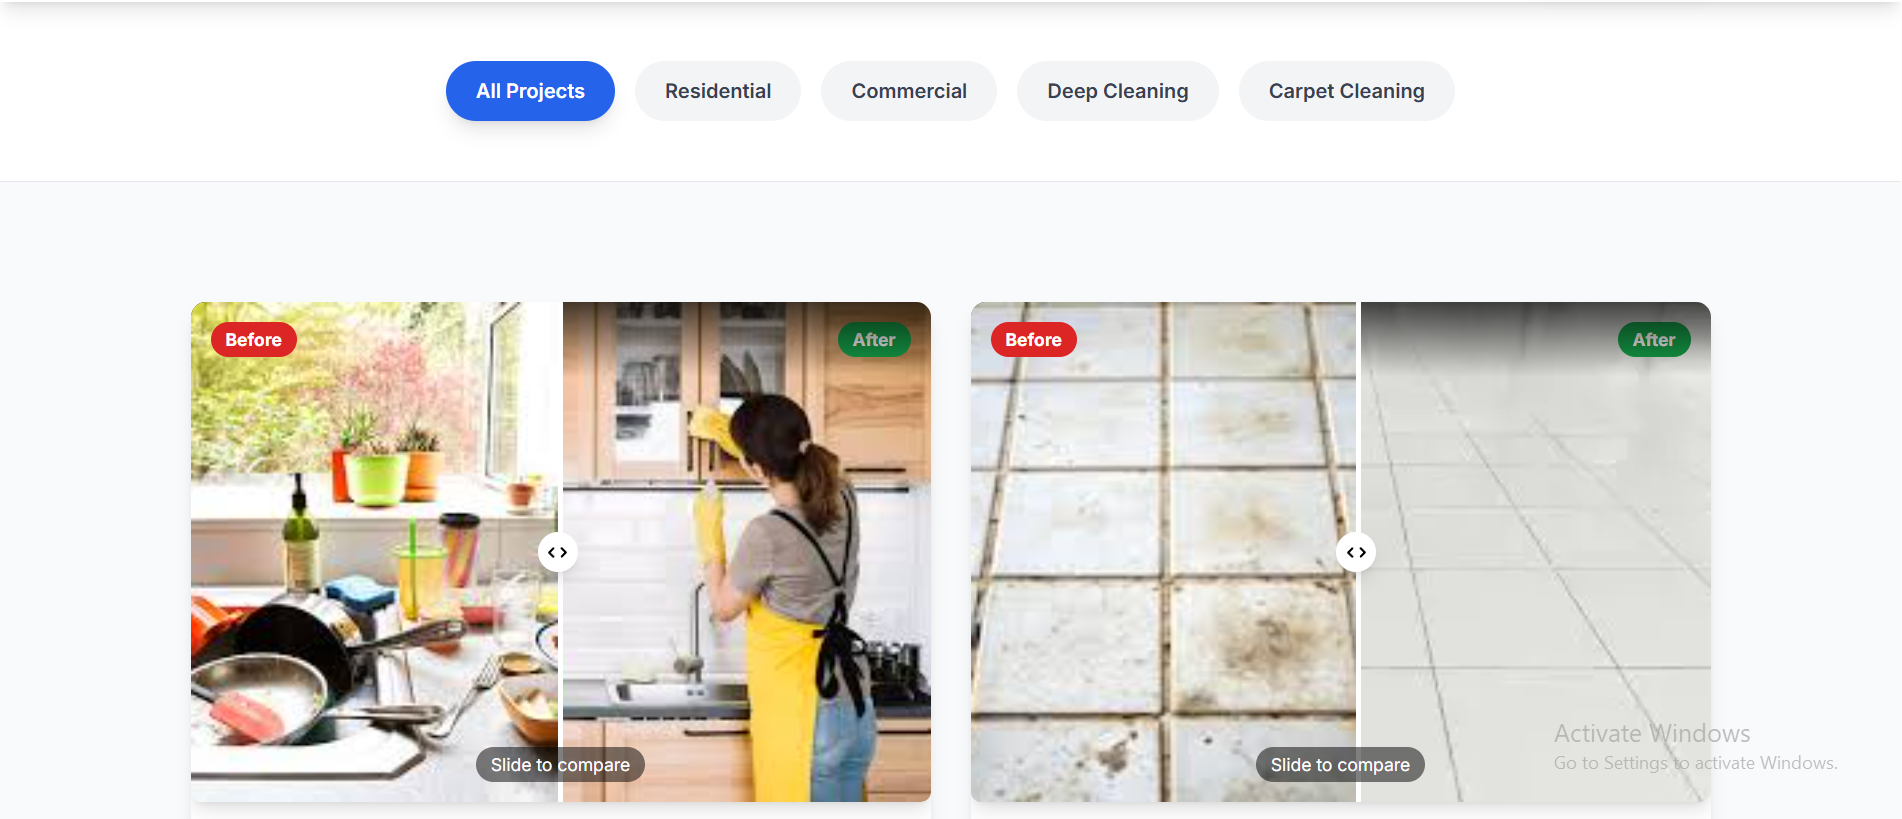 All Projects
Residential
Commercial
Deep Cleaning
Carpet Cleaning
Before
After
Before
After
Slide to compare
Slide to compare
Activate Windows
Go to Settings to activate Windows.